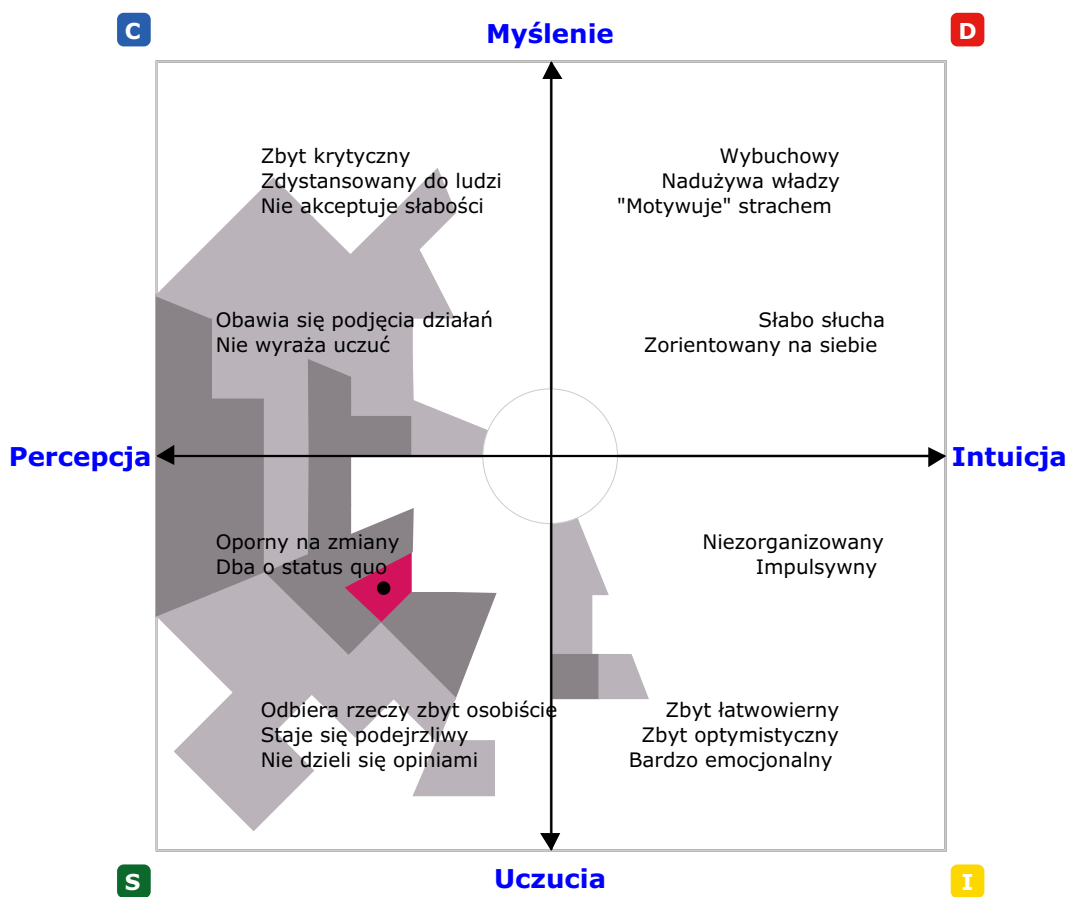 C
Myślenie
D
Zbyt krytyczny
Zdystansowany do ludzi
Nie akceptuje słabości
Wybuchowy
Nadużywa władzy
"Motywuje" strachem
Obawia się podjęcia działań
Nie wyraża uczuć
Słabo słucha
Zorientowany na siebie
Percepcja
Intuicja
Oporny na zmiany
Dba o status quo
Niezorganizowany
Impulsywny
Odbiera rzeczy zbyt osobiście
Staje się podejrzliwy
Nie dzieli się opiniami
Zbyt łatwowierny
Zbyt optymistyczny
Bardzo emocjonalny
S
Uczucia
I